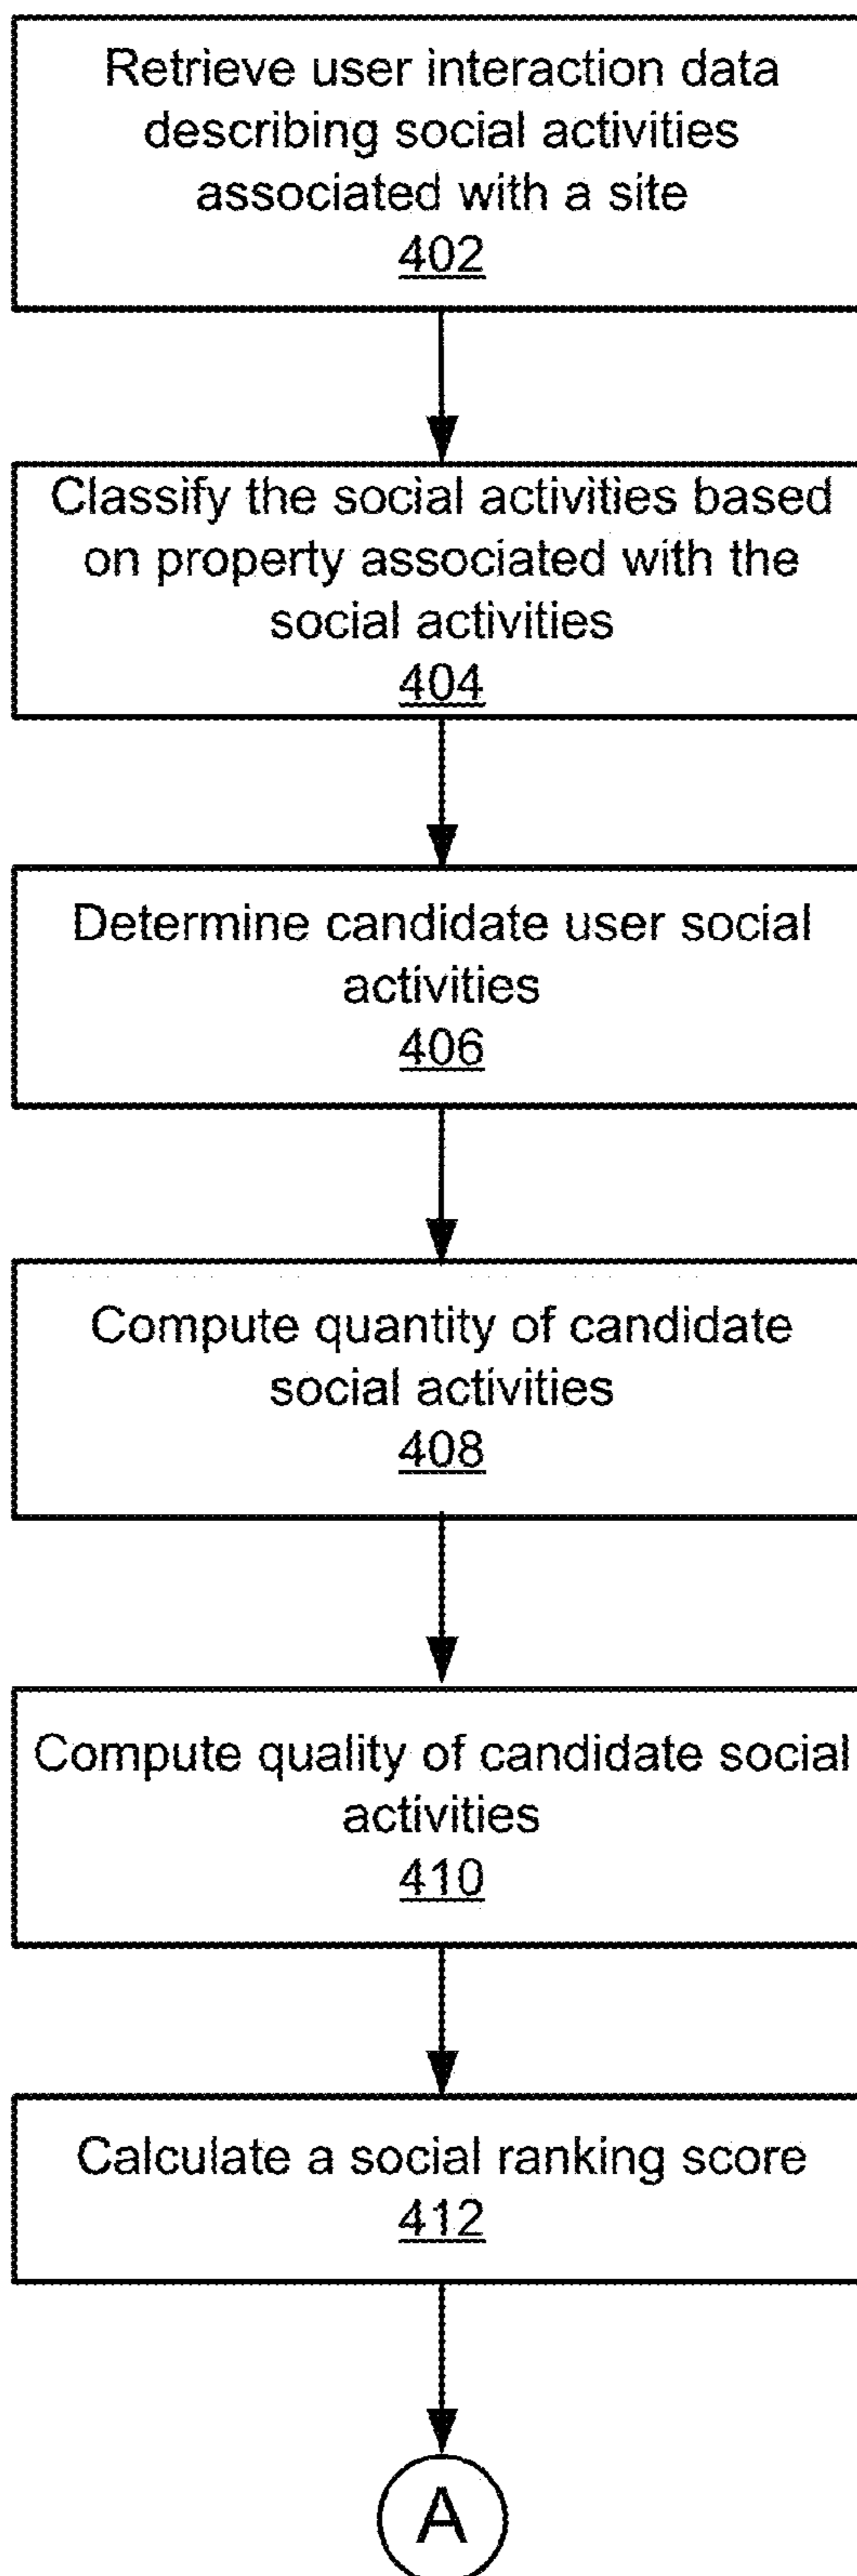 Retrieve user interaction data
describing social activities
associated with a site
402
Classify the social activities based
on property associated with the
social activities
404
Determine candidate user social
activities
406
Compute quantity of candidate
social activities
408
Compute quality of candidate social
activities
410
Calculate a social ranking score
412
A